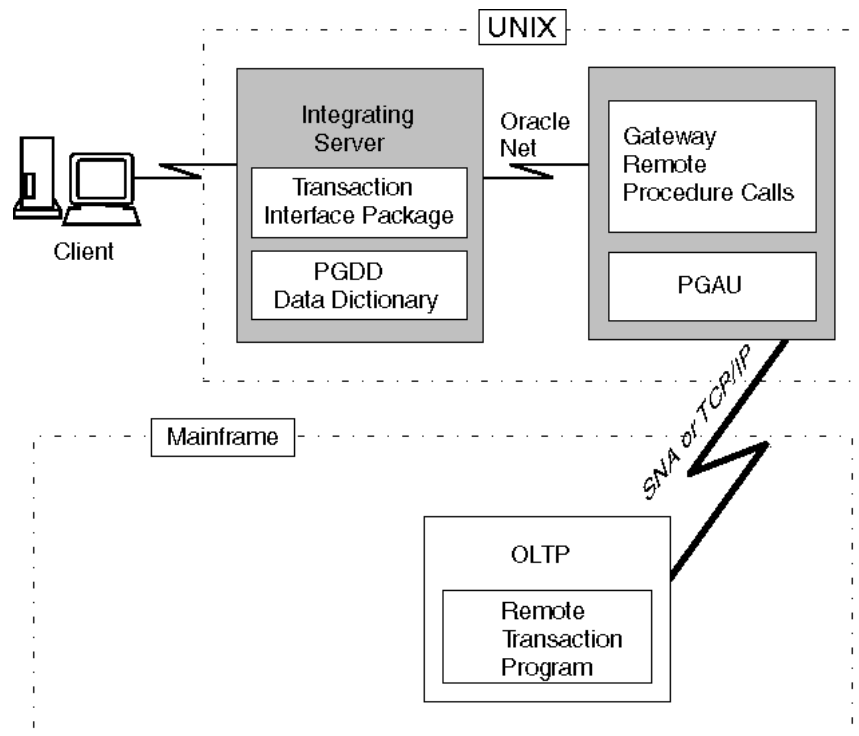 UNIX
Integrating
Server
Transaction
Interface Package
PGDD
Data Dictionary
Oracle
Net
Gateway
Remote
Procedure Calls
PGAU
Client
SNA or TCP/IP
Mainframe
OLTP
Remote
Transaction
Program